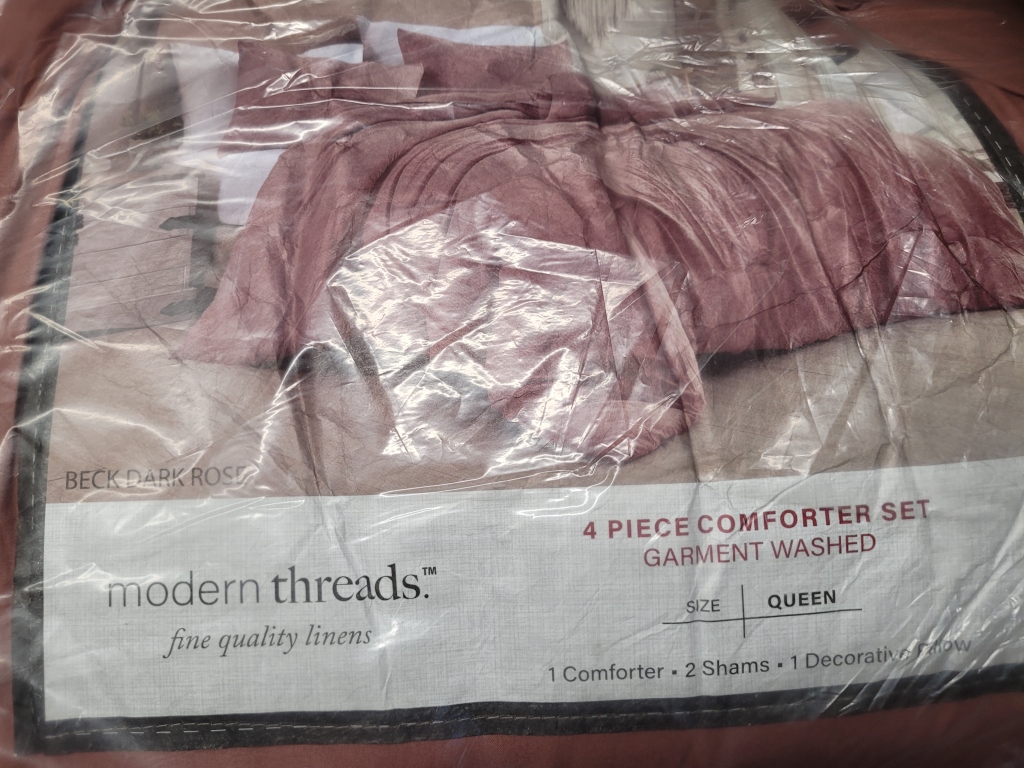 BECK DARK ROSE
4 PIECE COMFORTER SET
GARMENT WASHED
modern threads.™
fine quality linens
SIZE QUEEN
1 Comforter ▪ 2 Shams ▪ 1 Decorative Pillow